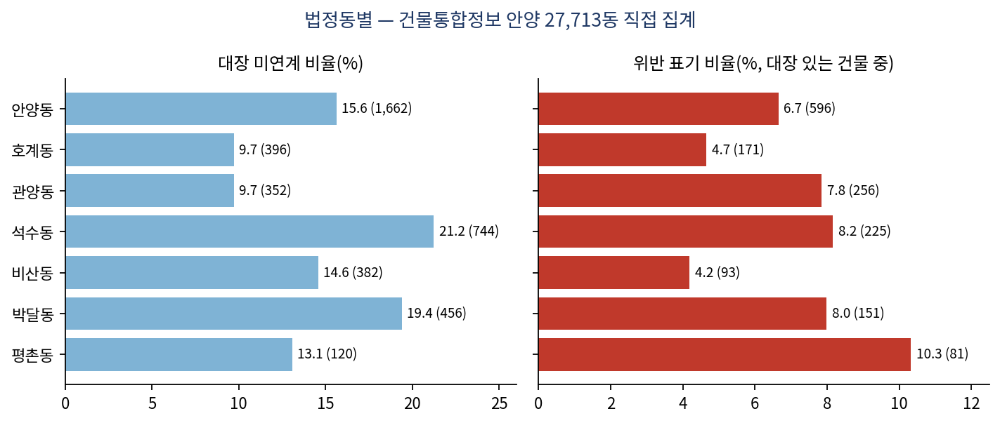 법정동별 — 건물통합정보 안양 27,713동 직접 집계
대장 미연계 비율(%)
안양동 15.6 (1,662)
호계동 9.7 (396)
관양동 9.7 (352)
석수동 21.2 (744)
비산동 14.6 (382)
박달동 19.4 (456)
평촌동 13.1 (120)
0 5 10 15 20 25
위반 표기 비율(%, 대장 있는 건물 중)
6.7 (596)
4.7 (171)
7.8 (256)
8.2 (225)
4.2 (93)
8.0 (151)
10.3 (81)
0 2 4 6 8 10 12